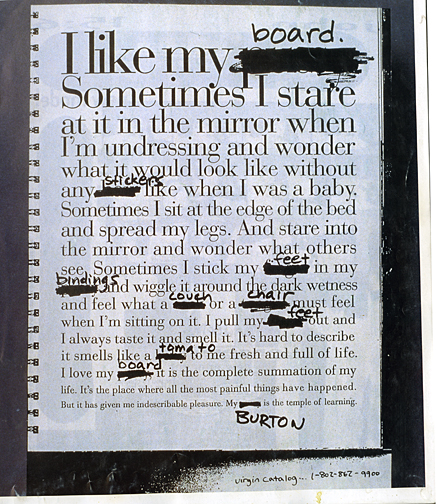 I like my board.
Sometimes I stare
at it in the mirror when
I'm undressing and wonder
what it would look like without
any stickers like when I was a baby.
Sometimes I sit at the edge of the bed
and spread my legs. And stare into
the mirror and wonder what others
see. Sometimes I stick my feet in my
bindings and wiggle it around the dark wetness
and feel what a couch or a chair must feel
when I'm sitting on it. I pull my feet out and
I always taste it and smell it. It's hard to describe
it smells like a tomato to me fresh and full of life.
I love my board, it is the complete summation of my
life. It's the place where all the most painful things have happened.
But it has given me indescribable pleasure. My is the temple of learning.
BURTON
virgin Catalog... 1-802-862-9900